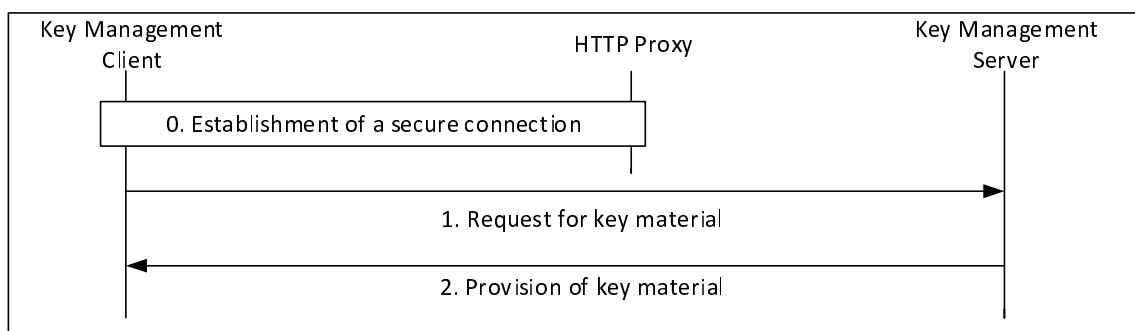 Key Management
Client
HTTP Proxy
Key Management
Server
0. Establishment of a secure connection
1. Request for key material
2. Provision of key material